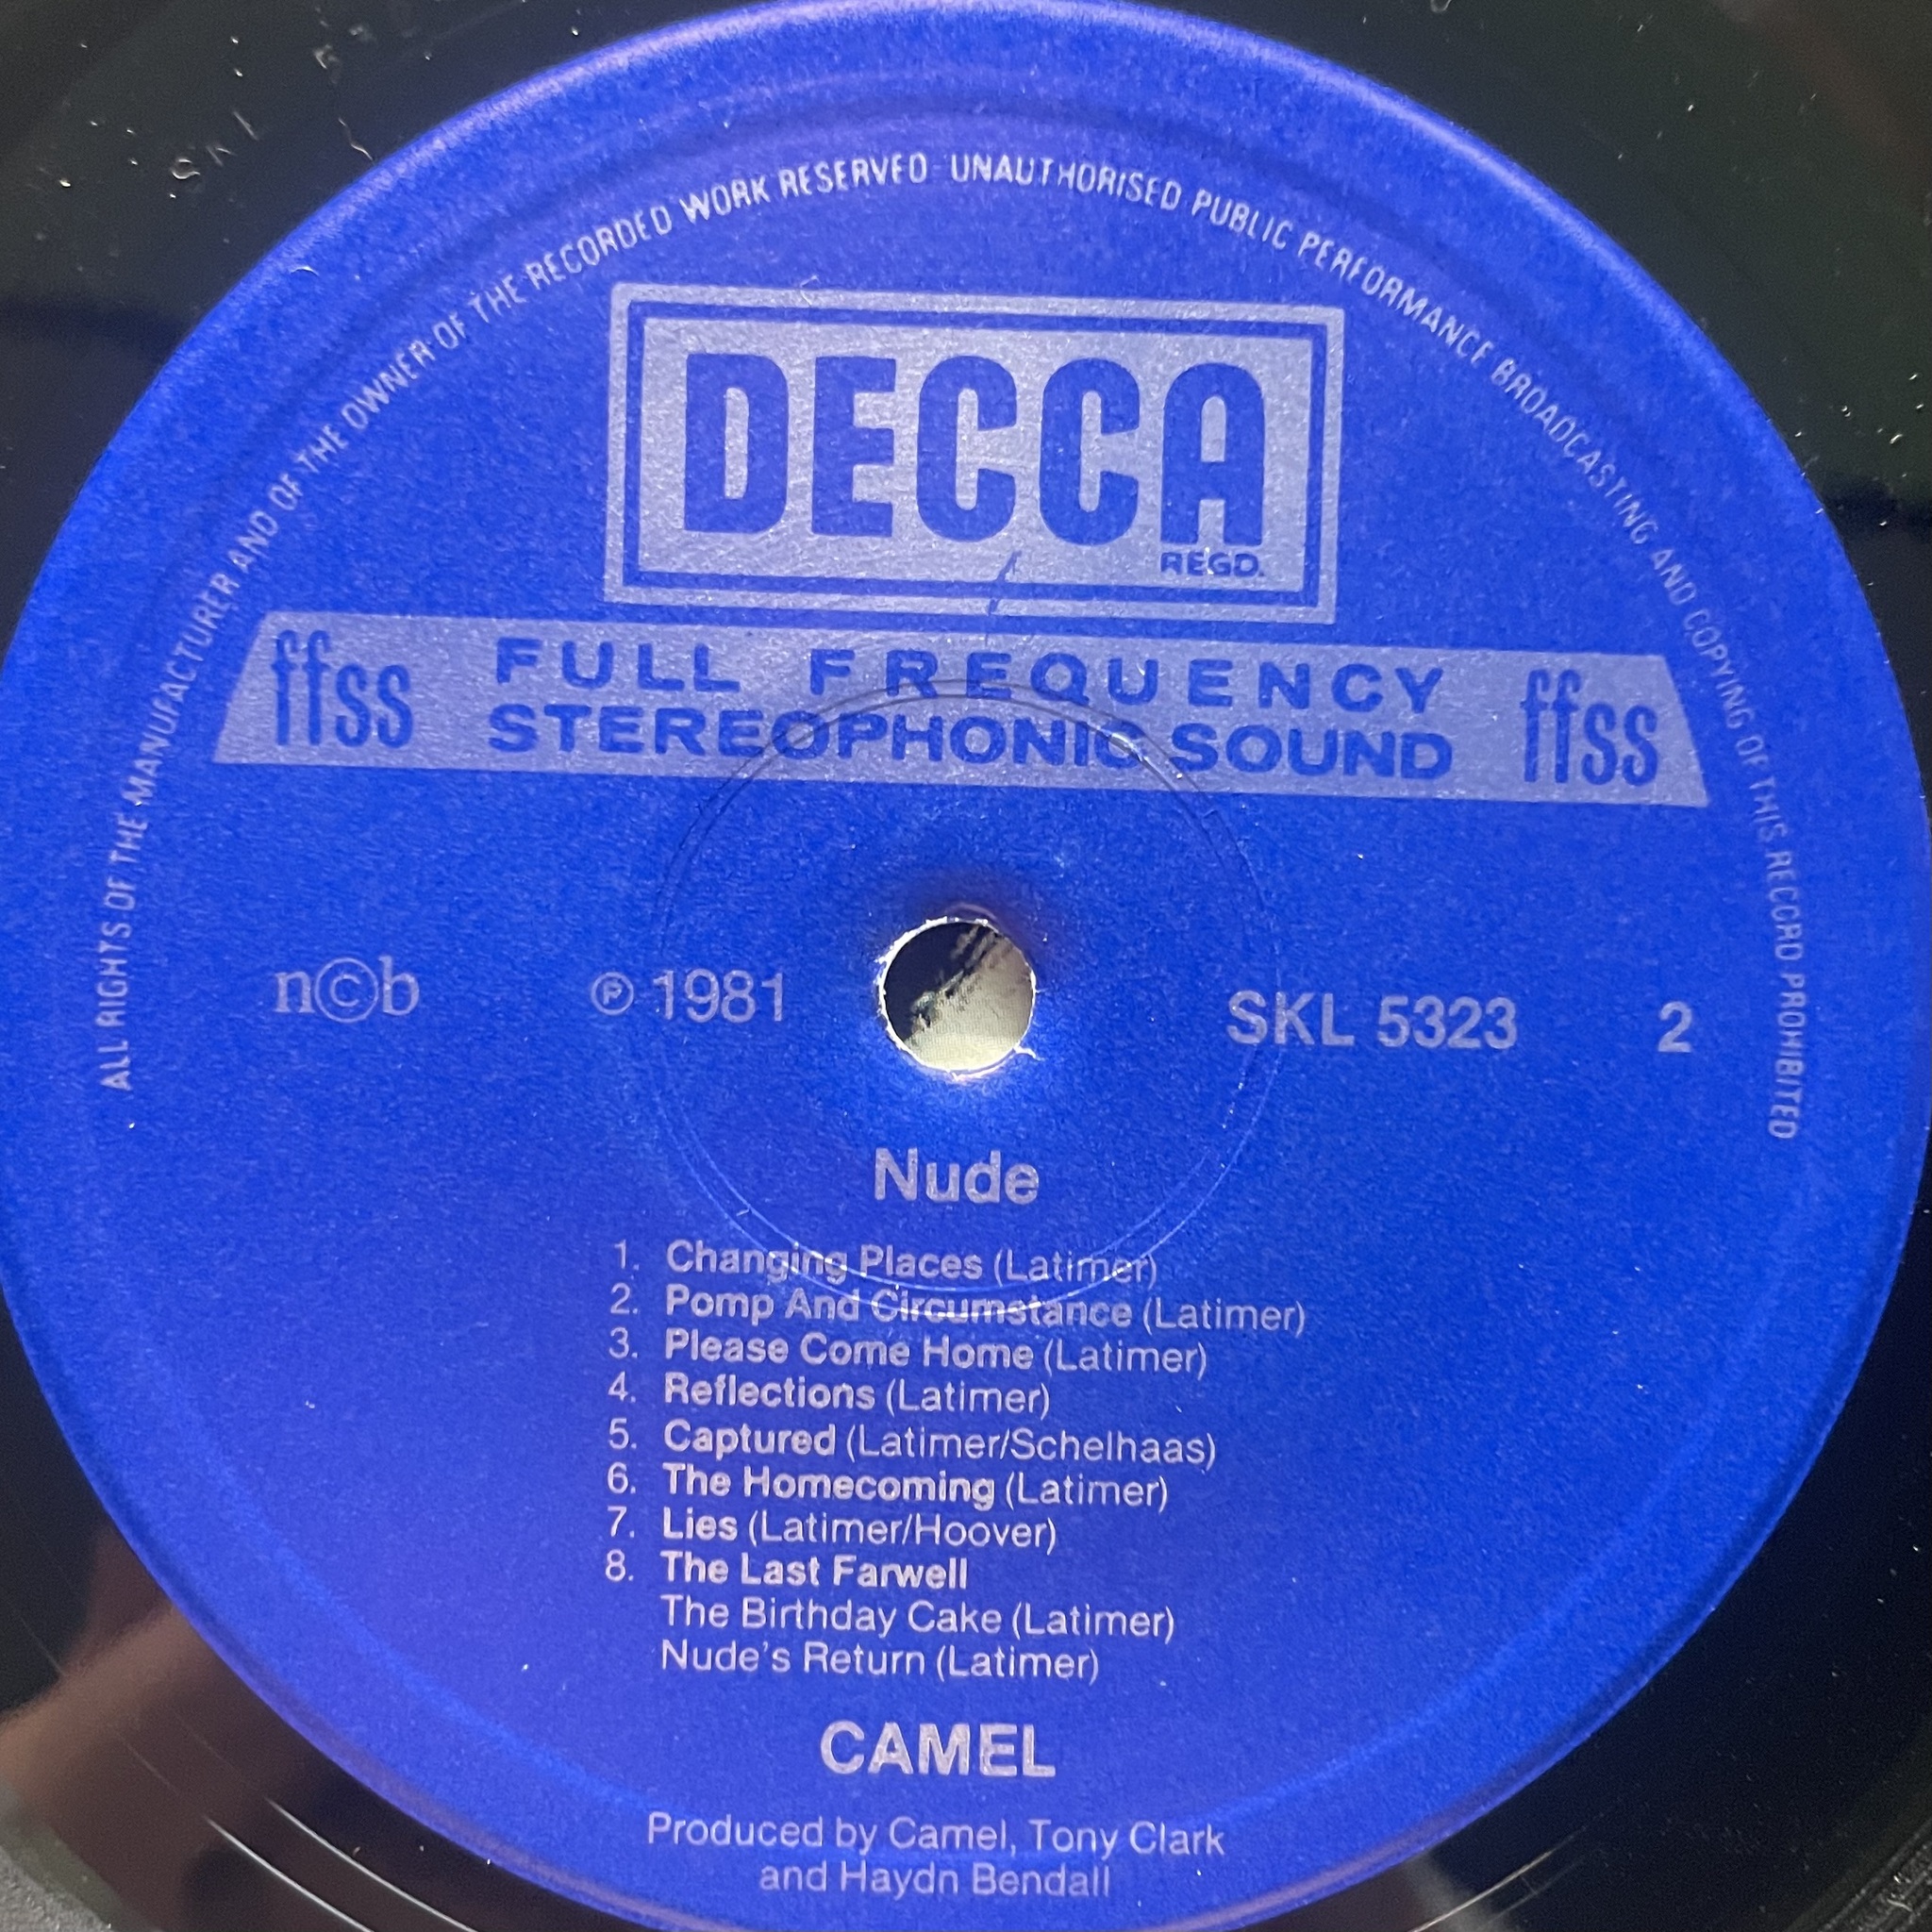 ALL RIGHTS OF THE MANUFACTURER AND OF THE OWNER OF THE RECORDED WORK RESERVED UNAUTHORISED PUBLIC PERFORMANCE BROADCASTING AND COPYING OF THIS RECORD PROHIBITED
DECCA
REGD.
ffss FULL FREQUENCY ffss
STEREOPHONIC SOUND
n©b ℗ 1981 SKL 5323 2
Nude
1. Changing Places (Latimer)
2. Pomp And Circumstance (Latimer)
3. Please Come Home (Latimer)
4. Reflections (Latimer)
5. Captured (Latimer/Schelhaas)
6. The Homecoming (Latimer)
7. Lies (Latimer/Hoover)
8. The Last Farwell
The Birthday Cake (Latimer)
Nude's Return (Latimer)
CAMEL
Produced by Camel, Tony Clark
and Haydn Bendall